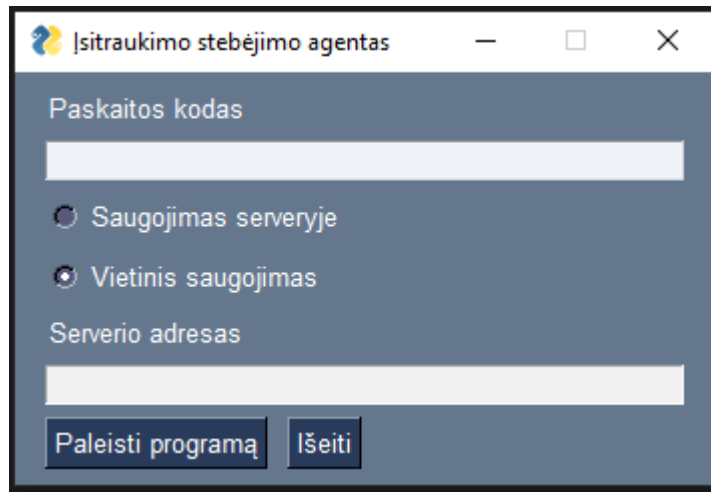 Įsitraukimo stebėjimo agentas
Paskaitos kodas
Saugojimas serveryje
Vietinis saugojimas
Serverio adresas
Paleisti programą Išeiti